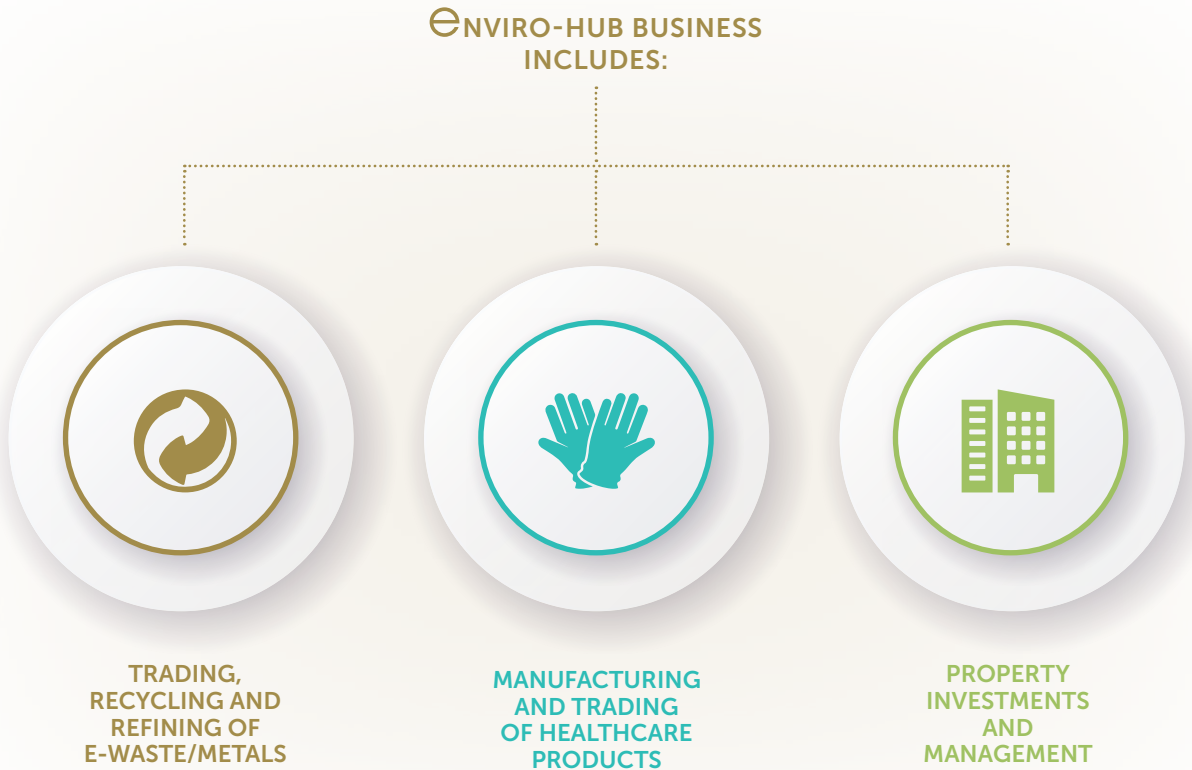 eNVIRO-HUB BUSINESS
INCLUDES:
TRADING,
RECYCLING AND
REFINING OF
E-WASTE/METALS
MANUFACTURING
AND TRADING
OF HEALTHCARE
PRODUCTS
PROPERTY
INVESTMENTS
AND
MANAGEMENT